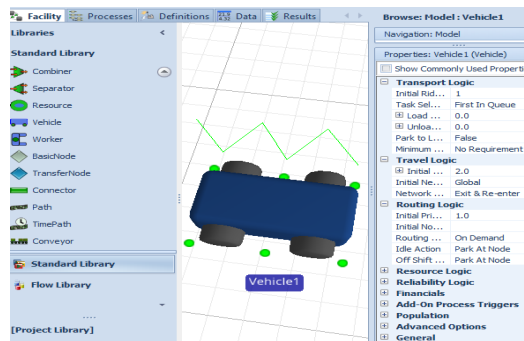 Facility Processes Definitions Data Results
Libraries
Standard Library
Combiner
Separator
Resource
Vehicle
Worker
BasicNode
TransferNode
Connector
Path
TimePath
Conveyor
Standard Library
Flow Library
[Project Library]
Vehicle1
Browse: Model : Vehicle1
Navigation: Model
Properties: Vehicle1 (Vehicle)
Show Commonly Used Properti
Transport Logic
Initial Rid... 1
Task Sel... First In Queue
Load ... 0.0
Unloa... 0.0
Park to L... False
Minimum ... No Requirement
Travel Logic
Initial ... 2.0
Initial Ne... Global
Network ... Exit & Re-enter
Routing Logic
Initial Pri... 1.0
Initial No...
Routing ... On Demand
Idle Action Park At Node
Off Shift ... Park At Node
Resource Logic
Reliability Logic
Financials
Add-On Process Triggers
Population
Advanced Options
General